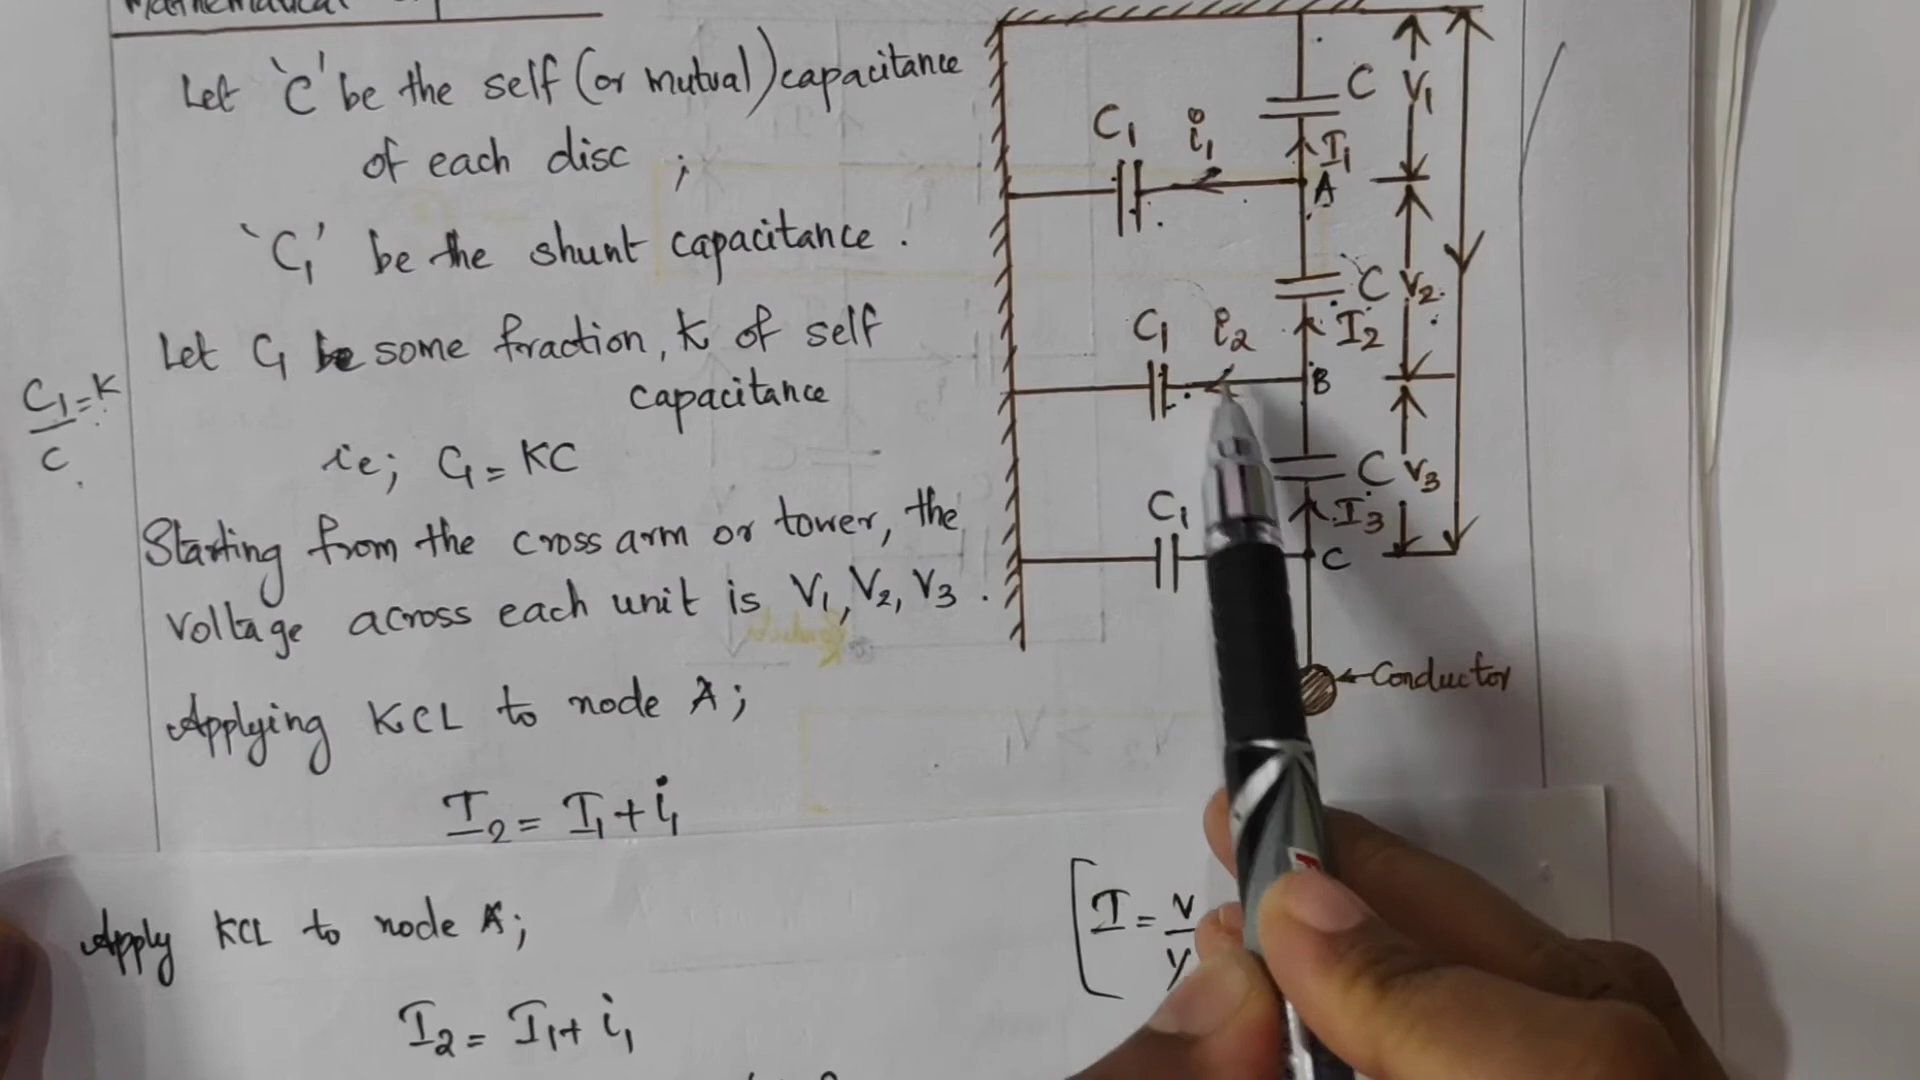 Let 'C' be the self (or mutual) capacitance
of each disc ;
'C1' be the shunt capacitance .
Let C1 be some fraction, K of self
capacitance
C1/C = K
ie; C1 = KC
Starting from the cross arm or tower, the
voltage across each unit is V1, V2, V3 .
Applying KCL to node A;
I2 = I1 + i1
Apply KCL to node A;
I2 = I1 + i1
[I = V
C
V1
C1
i1
I1
A
C
V2
C1
i2
I2
B
C
V3
C1
I3
C
Conductor